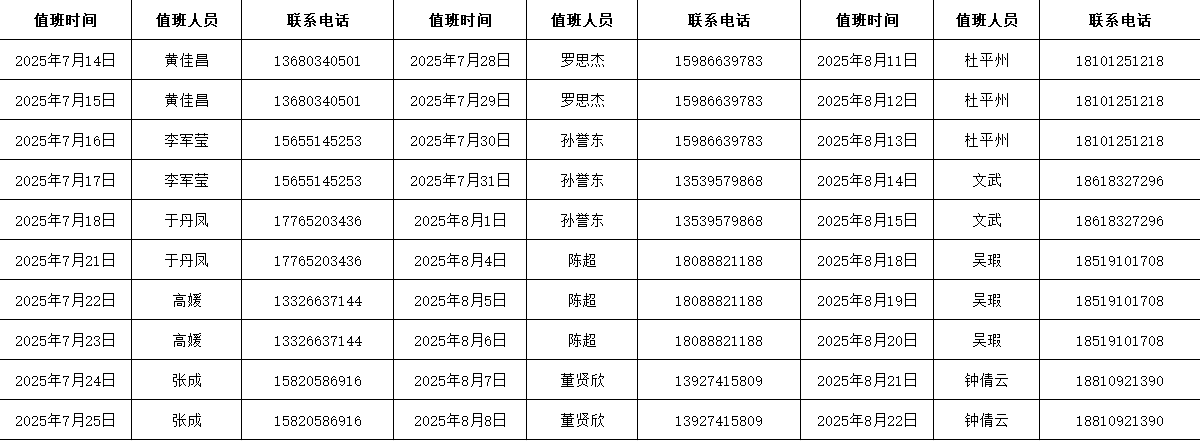 值班时间 值班人员 联系电话 值班时间 值班人员 联系电话 值班时间 值班人员 联系电话
2025年7月14日 黄佳昌 13680340501 2025年7月28日 罗思杰 15986639783 2025年8月11日 杜平州 18101251218
2025年7月15日 黄佳昌 13680340501 2025年7月29日 罗思杰 15986639783 2025年8月12日 杜平州 18101251218
2025年7月16日 李军莹 15655145253 2025年7月30日 孙誉东 15986639783 2025年8月13日 杜平州 18101251218
2025年7月17日 李军莹 15655145253 2025年7月31日 孙誉东 13539579868 2025年8月14日 文武 18618327296
2025年7月18日 于丹凤 17765203436 2025年8月1日 孙誉东 13539579868 2025年8月15日 文武 18618327296
2025年7月21日 于丹凤 17765203436 2025年8月4日 陈超 18088821188 2025年8月18日 吴瑕 18519101708
2025年7月22日 高媛 13326637144 2025年8月5日 陈超 18088821188 2025年8月19日 吴瑕 18519101708
2025年7月23日 高媛 13326637144 2025年8月6日 陈超 18088821188 2025年8月20日 吴瑕 18519101708
2025年7月24日 张成 15820586916 2025年8月7日 董贤欣 13927415809 2025年8月21日 钟倩云 18810921390
2025年7月25日 张成 15820586916 2025年8月8日 董贤欣 13927415809 2025年8月22日 钟倩云 18810921390